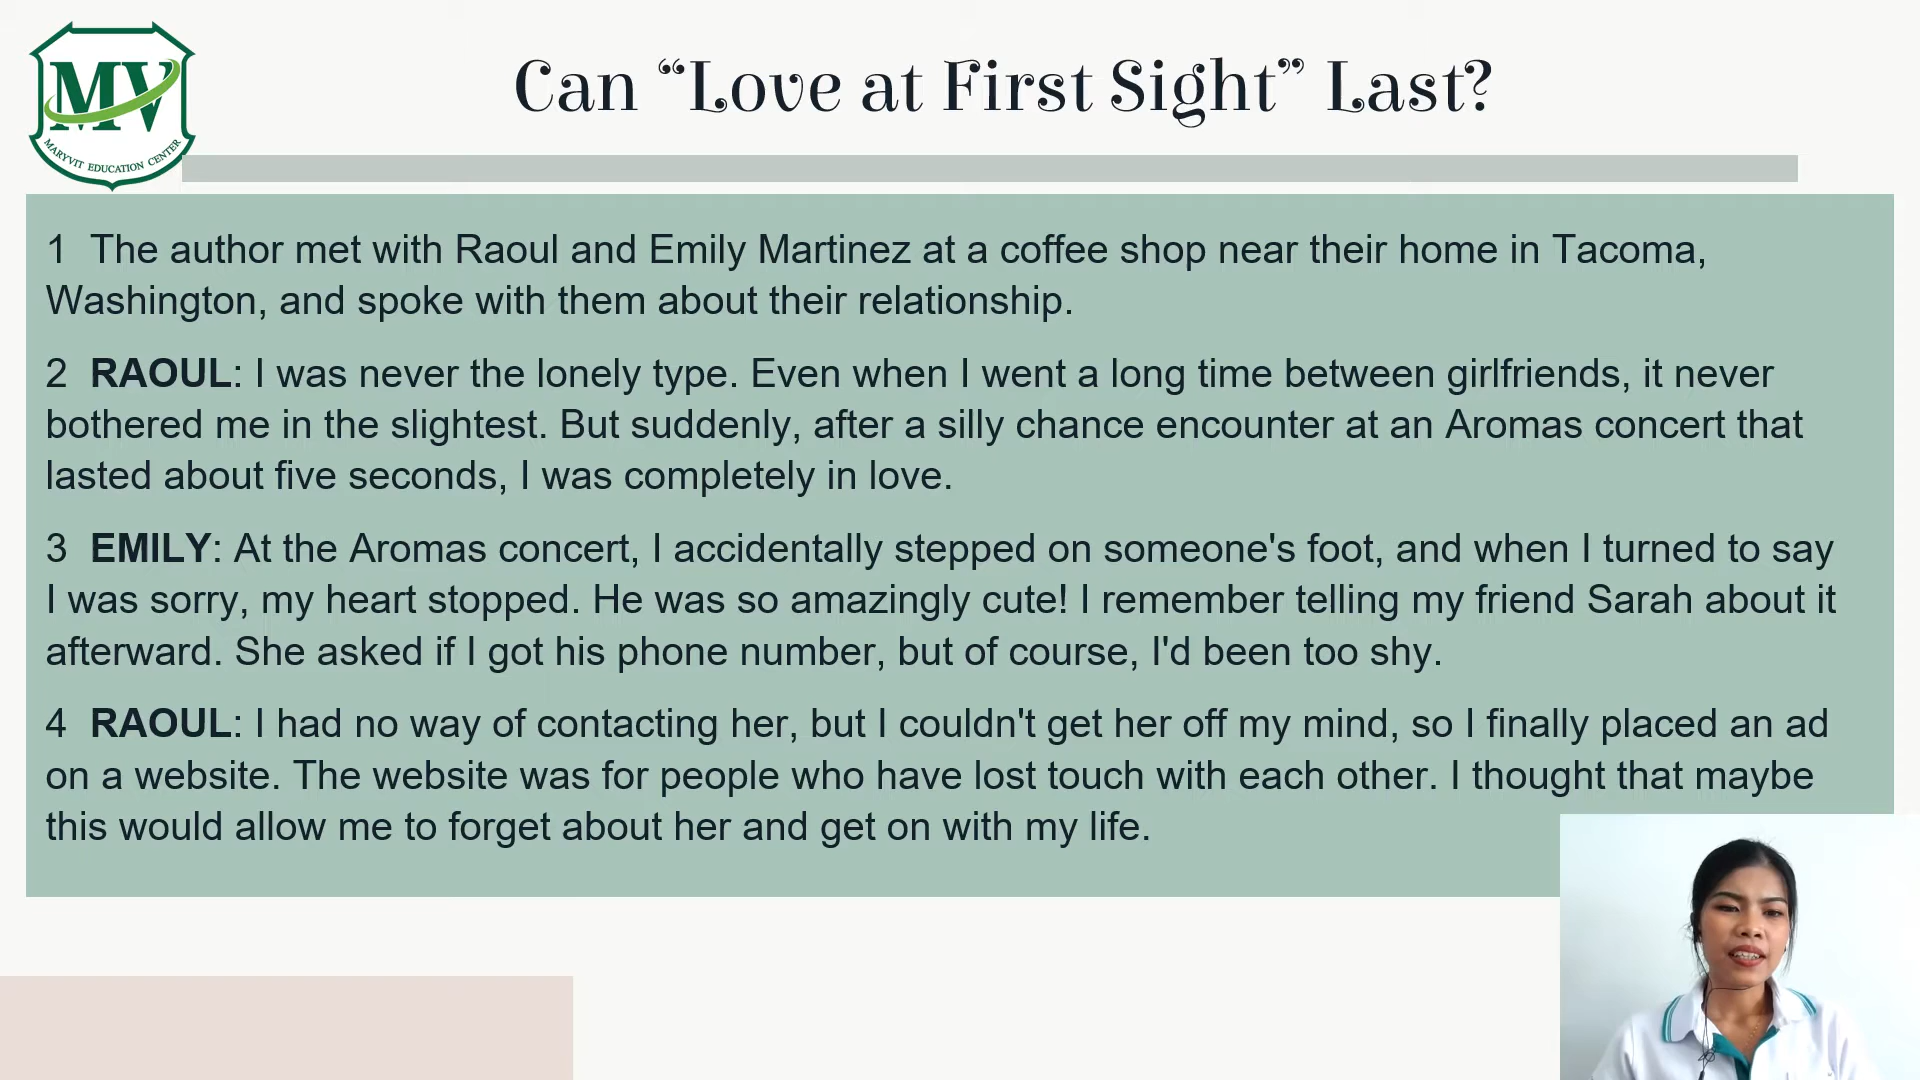 MV
MARYVIT EDUCATION CENTER
Can “Love at First Sight” Last?
1 The author met with Raoul and Emily Martinez at a coffee shop near their home in Tacoma,
Washington, and spoke with them about their relationship.
2 RAOUL: I was never the lonely type. Even when I went a long time between girlfriends, it never
bothered me in the slightest. But suddenly, after a silly chance encounter at an Aromas concert that
lasted about five seconds, I was completely in love.
3 EMILY: At the Aromas concert, I accidentally stepped on someone's foot, and when I turned to say
I was sorry, my heart stopped. He was so amazingly cute! I remember telling my friend Sarah about it
afterward. She asked if I got his phone number, but of course, I'd been too shy.
4 RAOUL: I had no way of contacting her, but I couldn't get her off my mind, so I finally placed an ad
on a website. The website was for people who have lost touch with each other. I thought that maybe
this would allow me to forget about her and get on with my life.